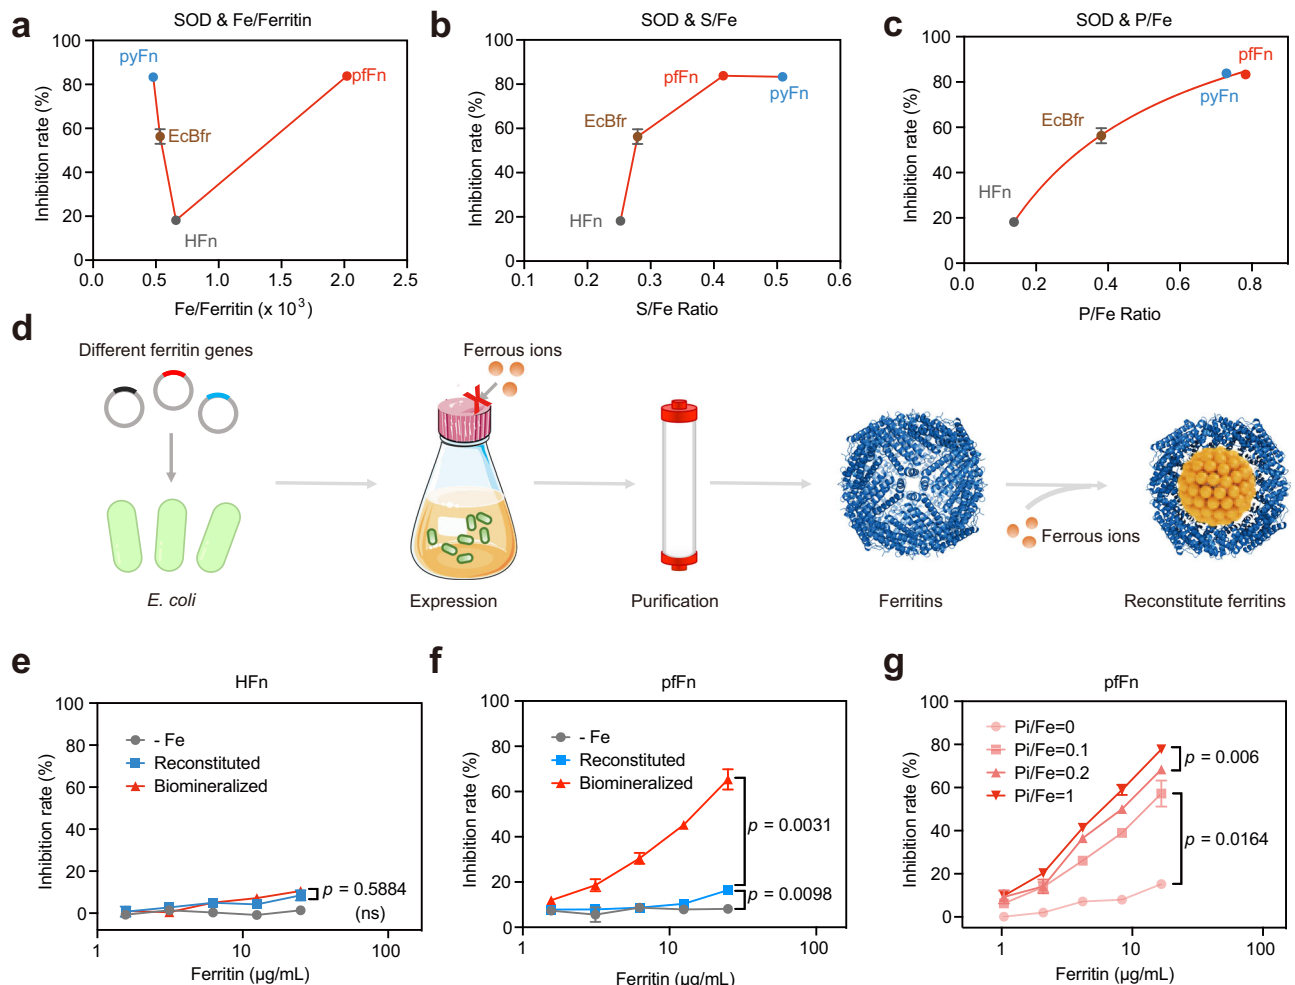 a
SOD & Fe/Ferritin
Inhibition rate (%)
100
80
60
40
20
0
pyFn
EcBfr
HFn
pfFn
0.0 0.5 1.0 1.5 2.0 2.5
Fe/Ferritin (x 10³)
b
SOD & S/Fe
Inhibition rate (%)
100
80
60
40
20
0
pfFn
pyFn
EcBfr
HFn
0.1 0.2 0.3 0.4 0.5 0.6
S/Fe Ratio
c
SOD & P/Fe
Inhibition rate (%)
100
80
60
40
20
0
pfFn
pyFn
EcBfr
HFn
0.0 0.2 0.4 0.6 0.8
P/Fe Ratio
d
Different ferritin genes
Ferrous ions
Ferrous ions
E. coli
Expression
Purification
Ferritins
Reconstitute ferritins
e
HFn
Inhibition rate (%)
100
80
60
40
20
0
- Fe
Reconstituted
Biomineralized
p = 0.5884
(ns)
1 10 100
Ferritin (µg/mL)
f
pfFn
Inhibition rate (%)
100
80
60
40
20
0
- Fe
Reconstituted
Biomineralized
p = 0.0031
p = 0.0098
1 10 100
Ferritin (µg/mL)
g
pfFn
Inhibition rate (%)
100
80
60
40
20
0
Pi/Fe=0
Pi/Fe=0.1
Pi/Fe=0.2
Pi/Fe=1
p = 0.006
p = 0.0164
1 10 100
Ferritin (µg/mL)